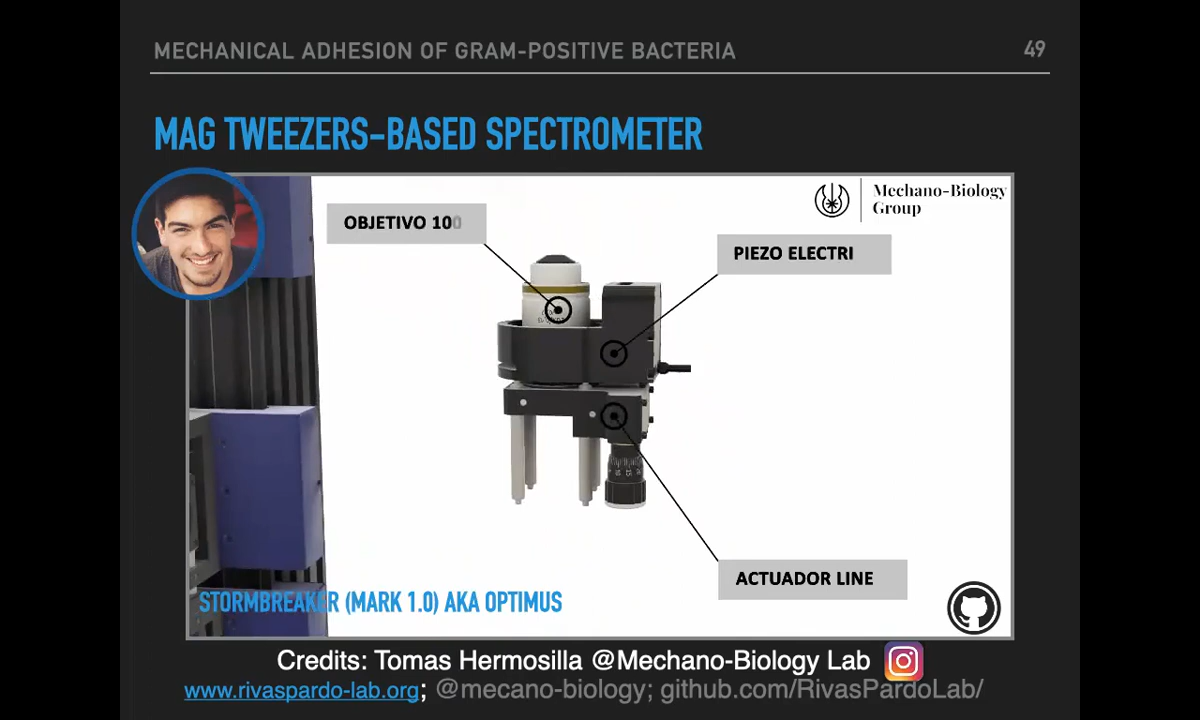 MECHANICAL ADHESION OF GRAM-POSITIVE BACTERIA
49
MAG TWEEZERS-BASED SPECTROMETER
Mechano-Biology
Group
OBJETIVO 100
PIEZO ELECTRI
ACTUADOR LINE
STORMBREAKER (MARK 1.0) AKA OPTIMUS
Credits: Tomas Hermosilla @Mechano-Biology Lab
www.rivaspardo-lab.org; @mecano-biology; github.com/RivasPardoLab/